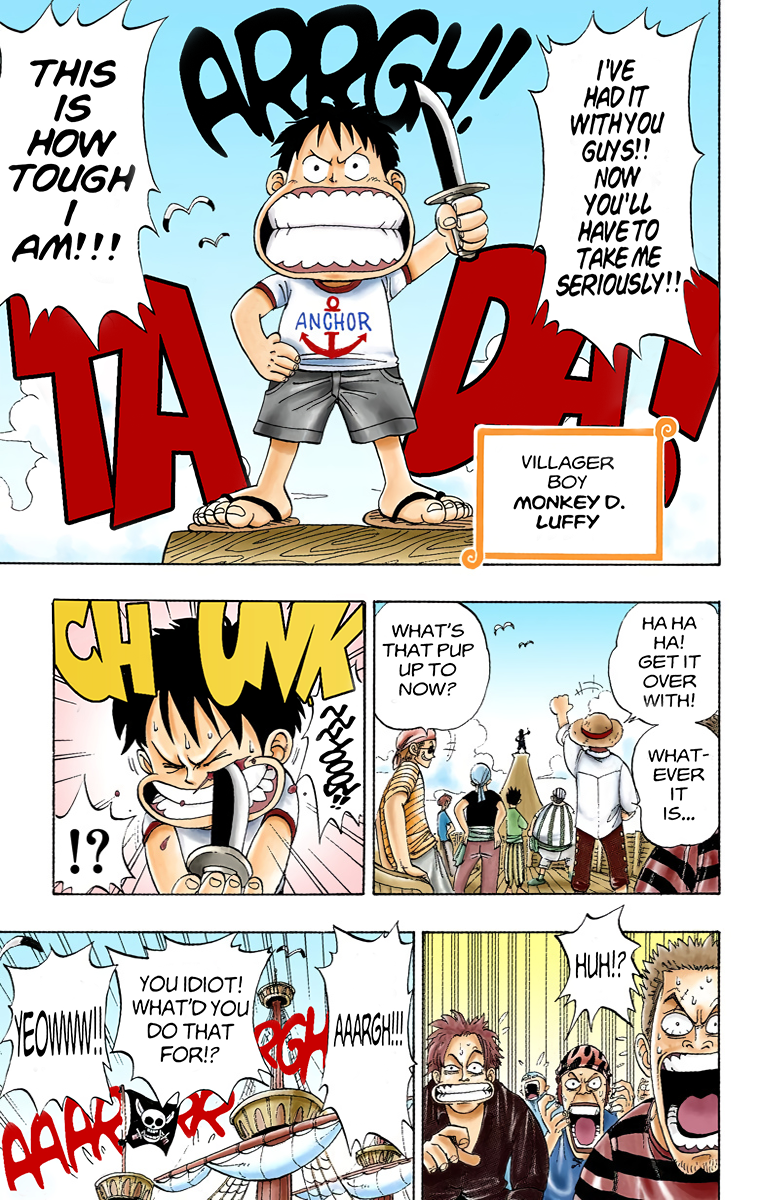 ARRGH!
I'VE
HAD IT
WITH YOU
GUYS!!
NOW
YOU'LL
HAVE TO
TAKE ME
SERIOUSLY!!
THIS
IS
HOW
TOUGH
I
AM!!!
TA DA!
ANCHOR
VILLAGER
BOY
MONKEY D.
LUFFY
HA HA
HA!
GET IT
OVER
WITH!
WHAT-
EVER
IT
IS...
WHAT'S
THAT PUP
UP TO
NOW?
CHUNK
!?
HUH!?
AAARGH!!!
YOU IDIOT!
WHAT'D YOU
DO THAT
FOR!?
YEOWWW!!